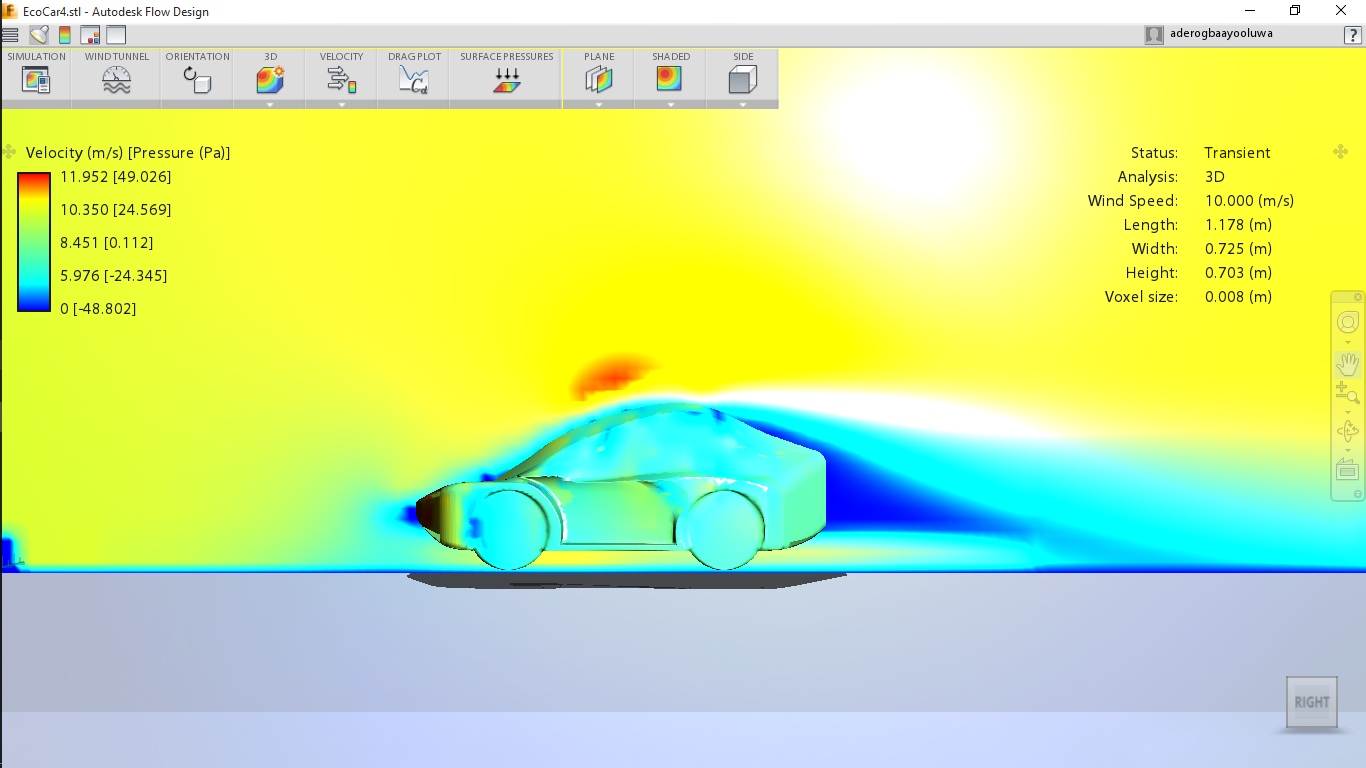 EcoCar4.stl - Autodesk Flow Design
aderogbaayooluwa
?
SIMULATION WIND TUNNEL ORIENTATION 3D VELOCITY DRAG PLOT SURFACE PRESSURES PLANE SHADED SIDE
Cd
Velocity (m/s) [Pressure (Pa)]
11.952 [49.026]
10.350 [24.569]
8.451 [0.112]
5.976 [-24.345]
0 [-48.802]
Status: Transient
Analysis: 3D
Wind Speed: 10.000 (m/s)
Length: 1.178 (m)
Width: 0.725 (m)
Height: 0.703 (m)
Voxel size: 0.008 (m)
RIGHT